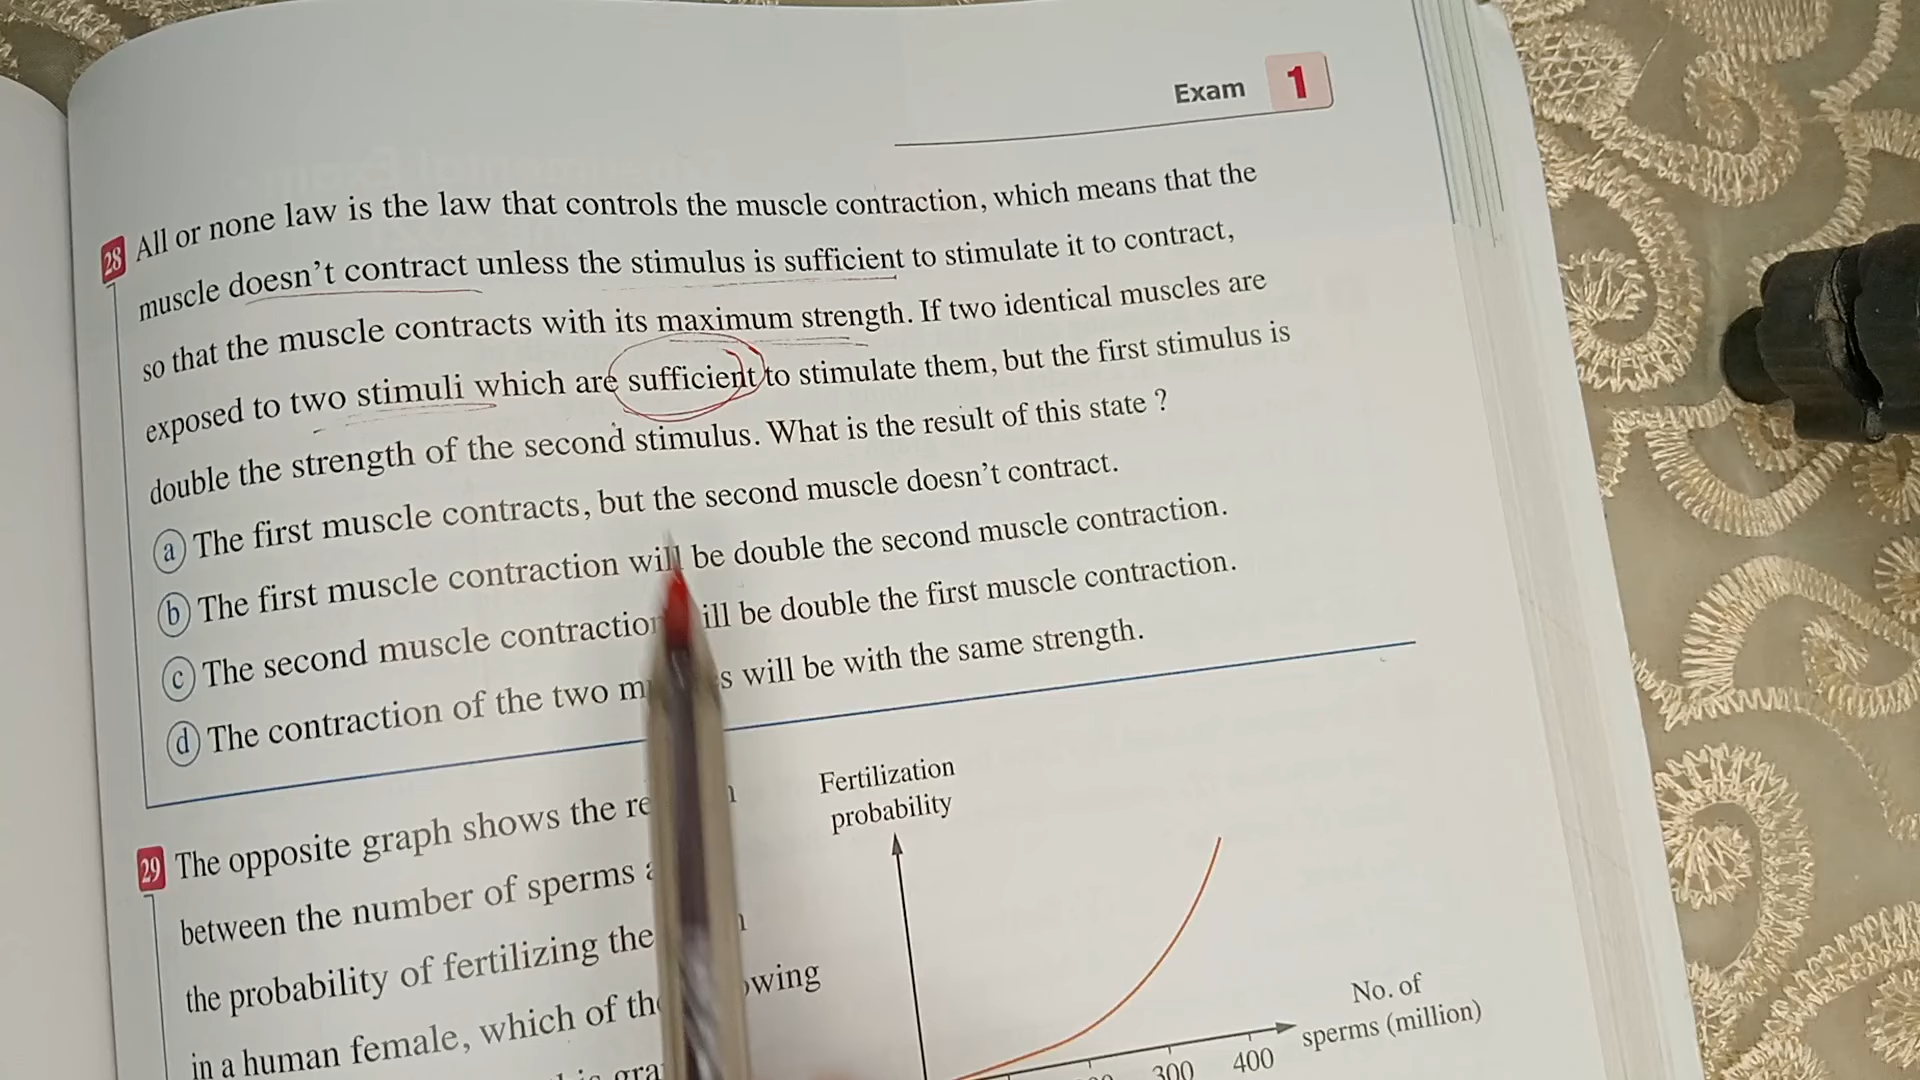 Exam 1
28 All or none law is the law that controls the muscle contraction, which means that the
muscle doesn't contract unless the stimulus is sufficient to stimulate it to contract,
so that the muscle contracts with its maximum strength. If two identical muscles are
exposed to two stimuli which are sufficient to stimulate them, but the first stimulus is
double the strength of the second stimulus. What is the result of this state ?
a The first muscle contracts, but the second muscle doesn't contract.
b The first muscle contraction will be double the second muscle contraction.
c The second muscle contraction will be double the first muscle contraction.
d The contraction of the two muscles will be with the same strength.
29 The opposite graph shows the
between the number of sperms
the probability of fertilizing the
in a human female, which of the
Fertilization
probability
No. of
sperms (million)
300 400